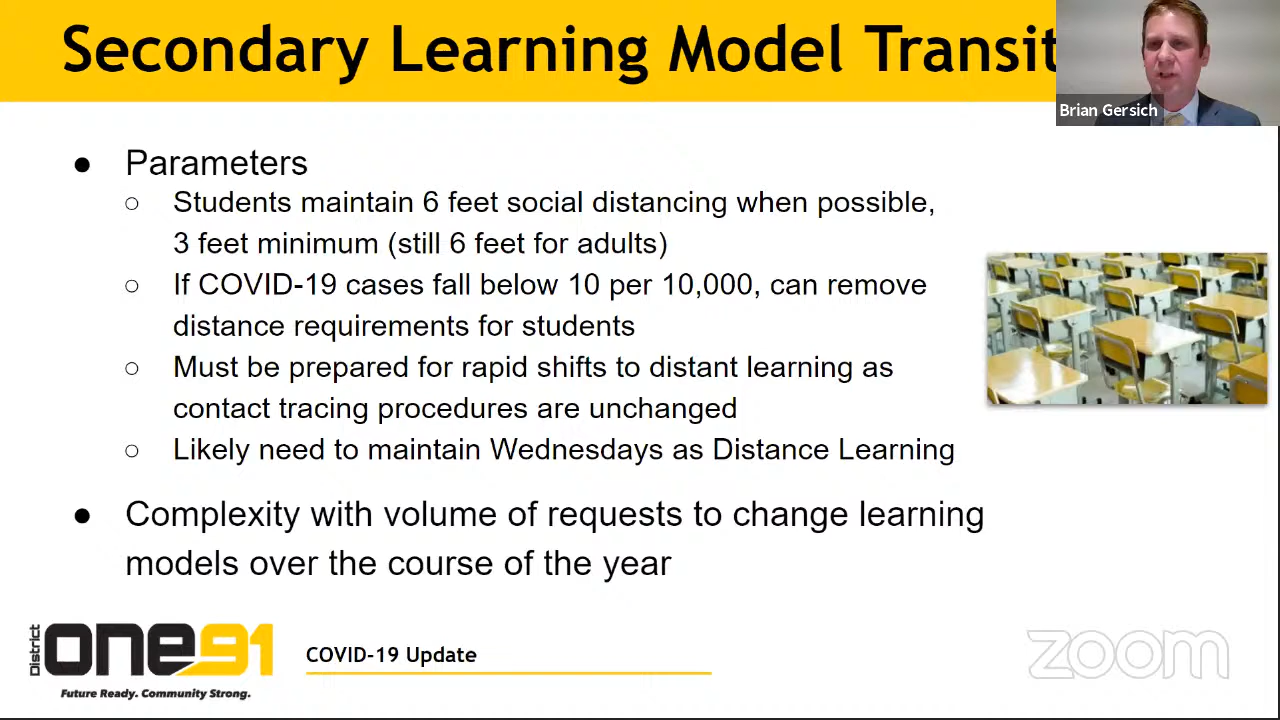 Secondary Learning Model Transit
Brian Gersich
● Parameters
○ Students maintain 6 feet social distancing when possible,
3 feet minimum (still 6 feet for adults)
○ If COVID-19 cases fall below 10 per 10,000, can remove
distance requirements for students
○ Must be prepared for rapid shifts to distant learning as
contact tracing procedures are unchanged
○ Likely need to maintain Wednesdays as Distance Learning
● Complexity with volume of requests to change learning
models over the course of the year
District one91
Future Ready. Community Strong.
COVID-19 Update
zoom